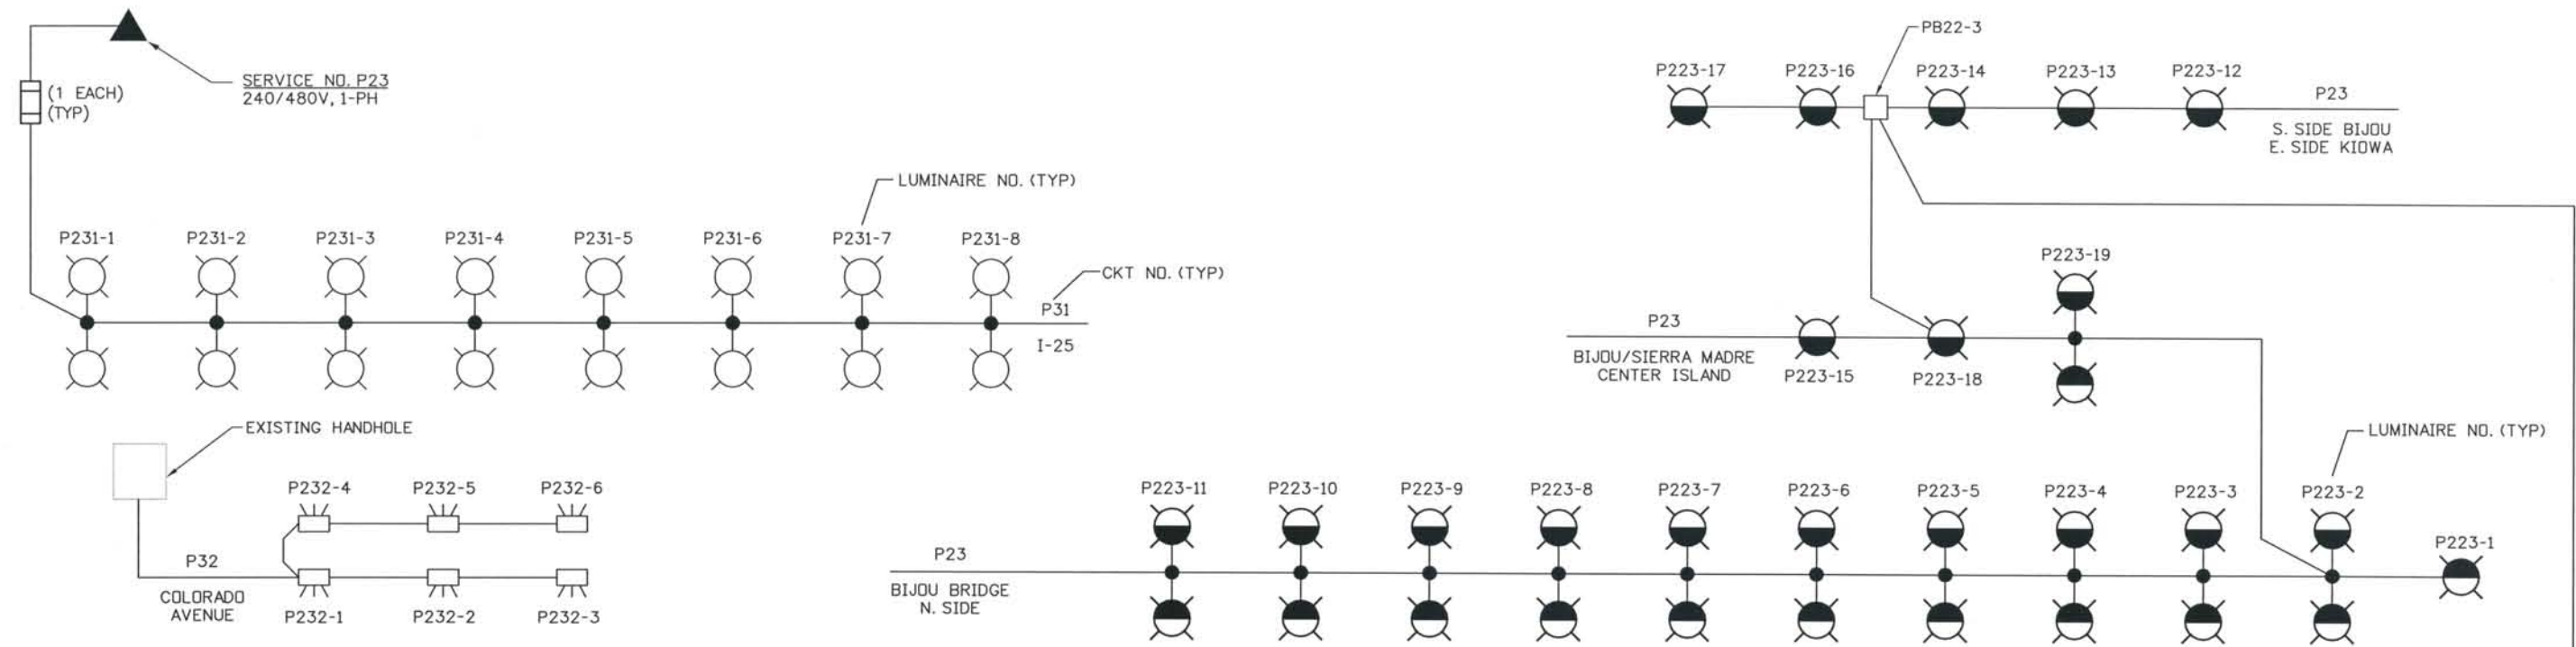 SERVICE NO. P23
240/480V, 1-PH
(1 EACH)
(TYP)
LUMINAIRE NO. (TYP)
P231-1
P231-2
P231-3
P231-4
P231-5
P231-6
P231-7
P231-8
CKT NO. (TYP)
P31
I-25
EXISTING HANDHOLE
P232-4
P232-5
P232-6
P32
COLORADO
AVENUE
P232-1
P232-2
P232-3
PB22-3
P223-17
P223-16
P223-14
P223-13
P223-12
P23
S. SIDE BIJOU
E. SIDE KIOWA
P223-19
P23
BIJOU/SIERRA MADRE
CENTER ISLAND
P223-15
P223-18
LUMINAIRE NO. (TYP)
P223-11
P223-10
P223-9
P223-8
P223-7
P223-6
P223-5
P223-4
P223-3
P223-2
P223-1
P23
BIJOU BRIDGE
N. SIDE